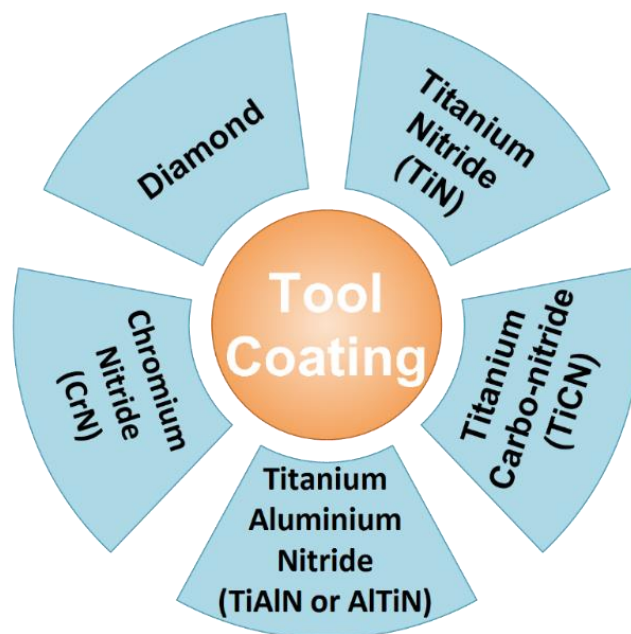 Tool
Coating
Titanium
Nitride
(TiN)
Titanium
Carbo-nitride
(TiCN)
Titanium
Aluminium
Nitride
(TiAlN or AlTiN)
Chromium
Nitride
(CrN)
Diamond